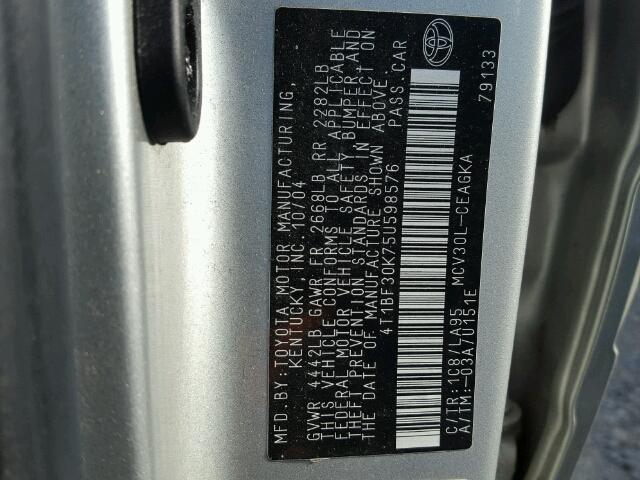 MFD. BY: TOYOTA MOTOR MANUFACTURING,
KENTUCKY, INC. 10/04
GVWR 4442LB GAWR FR 2668LB RR 2282LB
THIS VEHICLE CONFORMS TO ALL APPLICABLE
FEDERAL MOTOR VEHICLE SAFETY, BUMPER AND
THEFT PREVENTION STANDARDS IN EFFECT ON
THE DATE OF MANUFACTURE SHOWN ABOVE.
4T1BF30K75U598576 PASS. CAR
C/TR: 1C8/LA95 MCV30L-CEAGKA
A/TM: -03A/U151E 79133